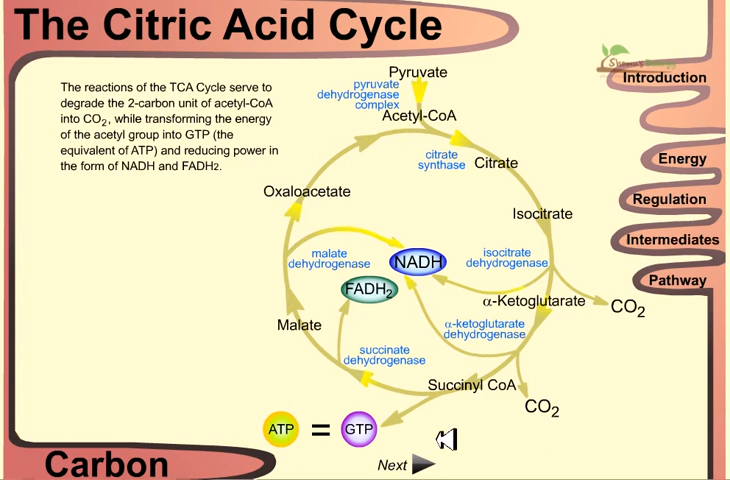 The Citric Acid Cycle
Shomu's Biology
Introduction
Energy
Regulation
Intermediates
Pathway
The reactions of the TCA Cycle serve to
degrade the 2-carbon unit of acetyl-CoA
into CO2, while transforming the energy
of the acetyl group into GTP (the
equivalent of ATP) and reducing power in
the form of NADH and FADH2.
Pyruvate
pyruvate
dehydrogenase
complex
Acetyl-CoA
citrate
synthase
Citrate
Oxaloacetate
Isocitrate
malate
dehydrogenase
NADH
isocitrate
dehydrogenase
FADH2
α-Ketoglutarate
CO2
Malate
α-ketoglutarate
dehydrogenase
succinate
dehydrogenase
Succinyl CoA
CO2
ATP = GTP
Next
Carbon